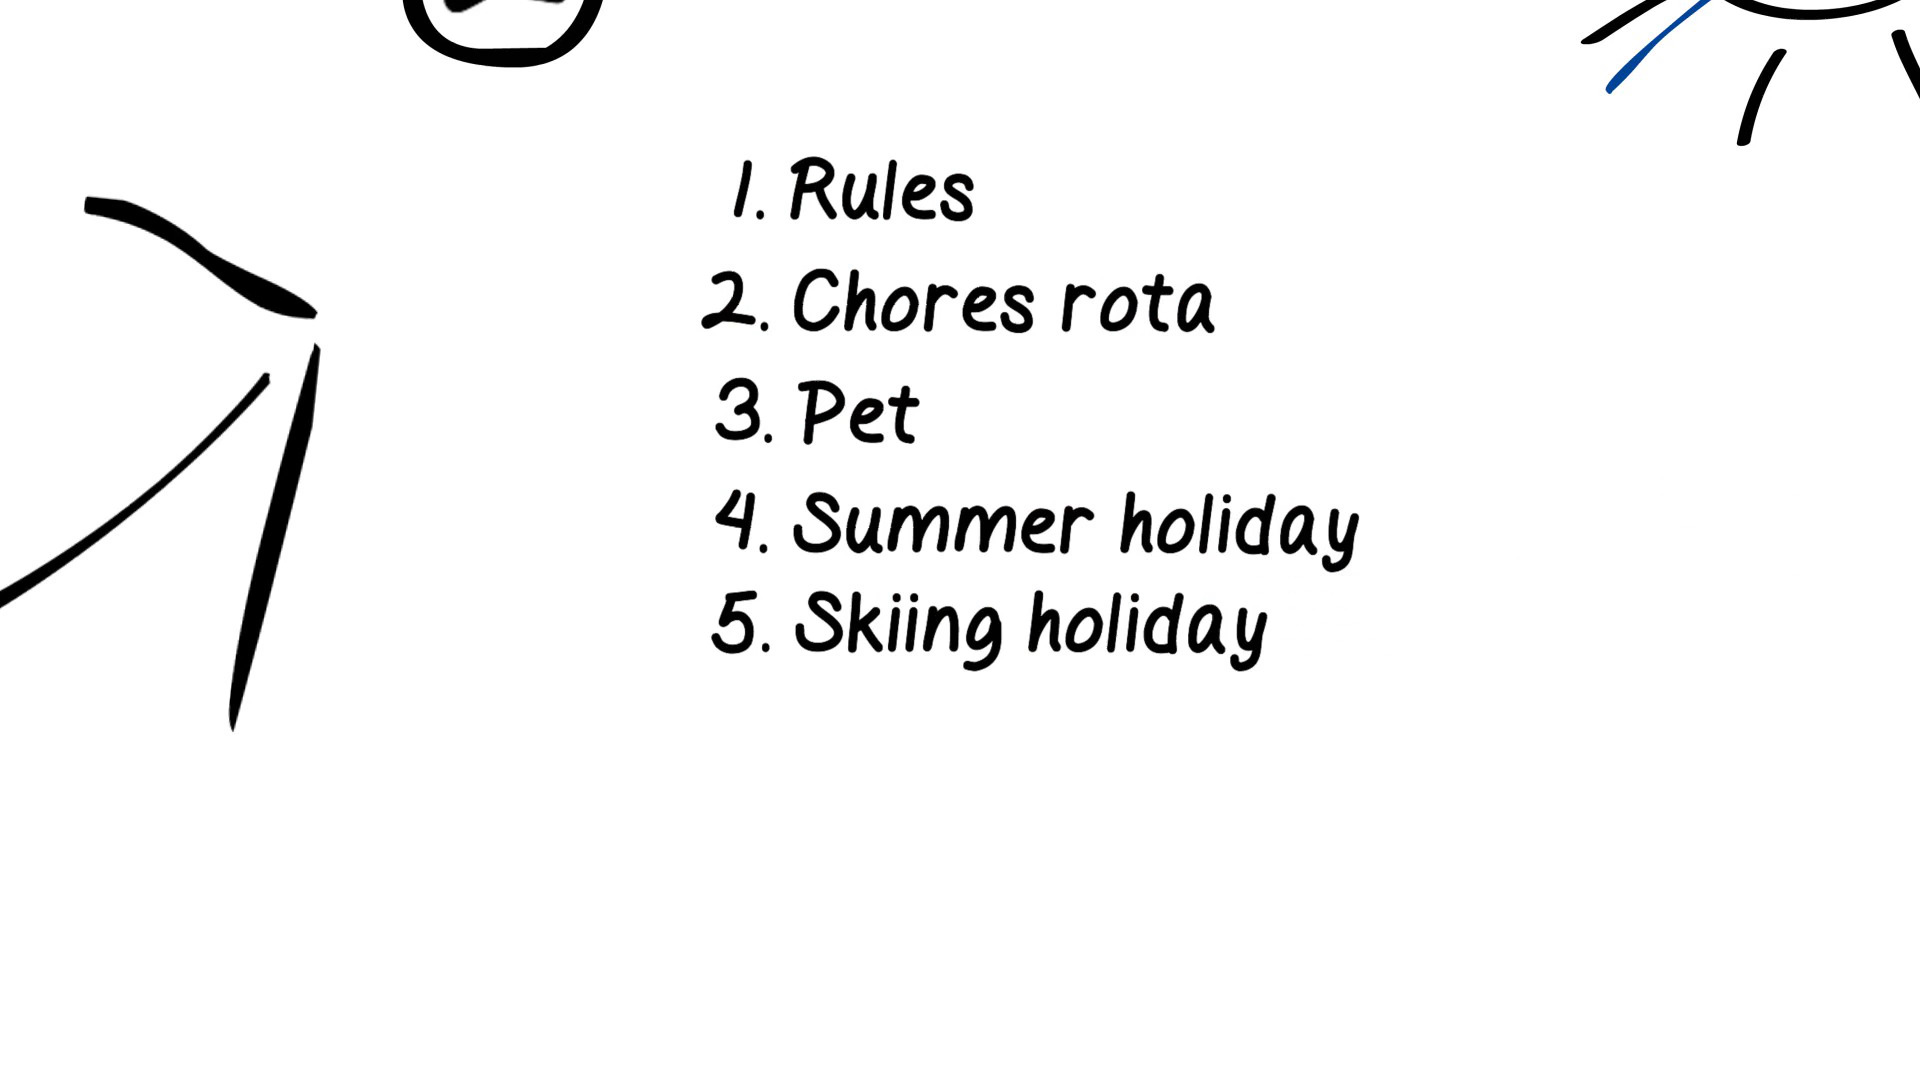 1. Rules
2. Chores rota
3. Pet
4. Summer holiday
5. Skiing holiday